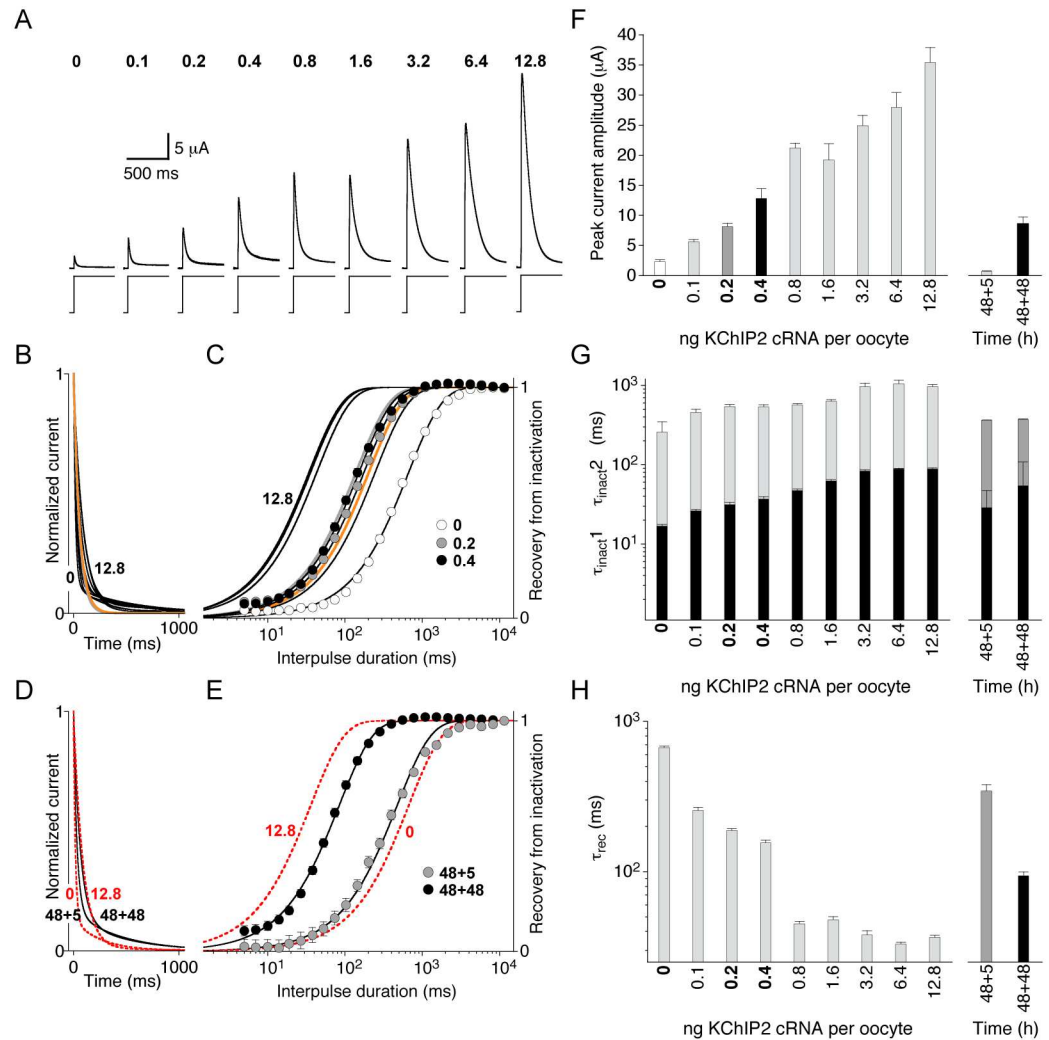 A
0 0.1 0.2 0.4 0.8 1.6 3.2 6.4 12.8
5 μA
500 ms
B
Normalized current
1
0
0
12.8
0 1000
Time (ms)
C
12.8
0
0.2
0.4
Recovery from inactivation
1
0
10¹ 10² 10³ 10⁴
Interpulse duration (ms)
D
Normalized current
1
0
0
12.8
48+5
48+48
0 1000
Time (ms)
E
12.8
0
48+5
48+48
Recovery from inactivation
1
0
10¹ 10² 10³ 10⁴
Interpulse duration (ms)
F
Peak current amplitude (μA)
40
35
30
25
20
15
10
5
0
0 0.1 0.2 0.4 0.8 1.6 3.2 6.4 12.8
ng KChIP2 cRNA per oocyte
48+5 48+48
Time (h)
G
τinact1 τinact2 (ms)
10³
10²
10¹
0 0.1 0.2 0.4 0.8 1.6 3.2 6.4 12.8
ng KChIP2 cRNA per oocyte
48+5 48+48
Time (h)
H
τrec (ms)
10³
10²
0 0.1 0.2 0.4 0.8 1.6 3.2 6.4 12.8
ng KChIP2 cRNA per oocyte
48+5 48+48
Time (h)